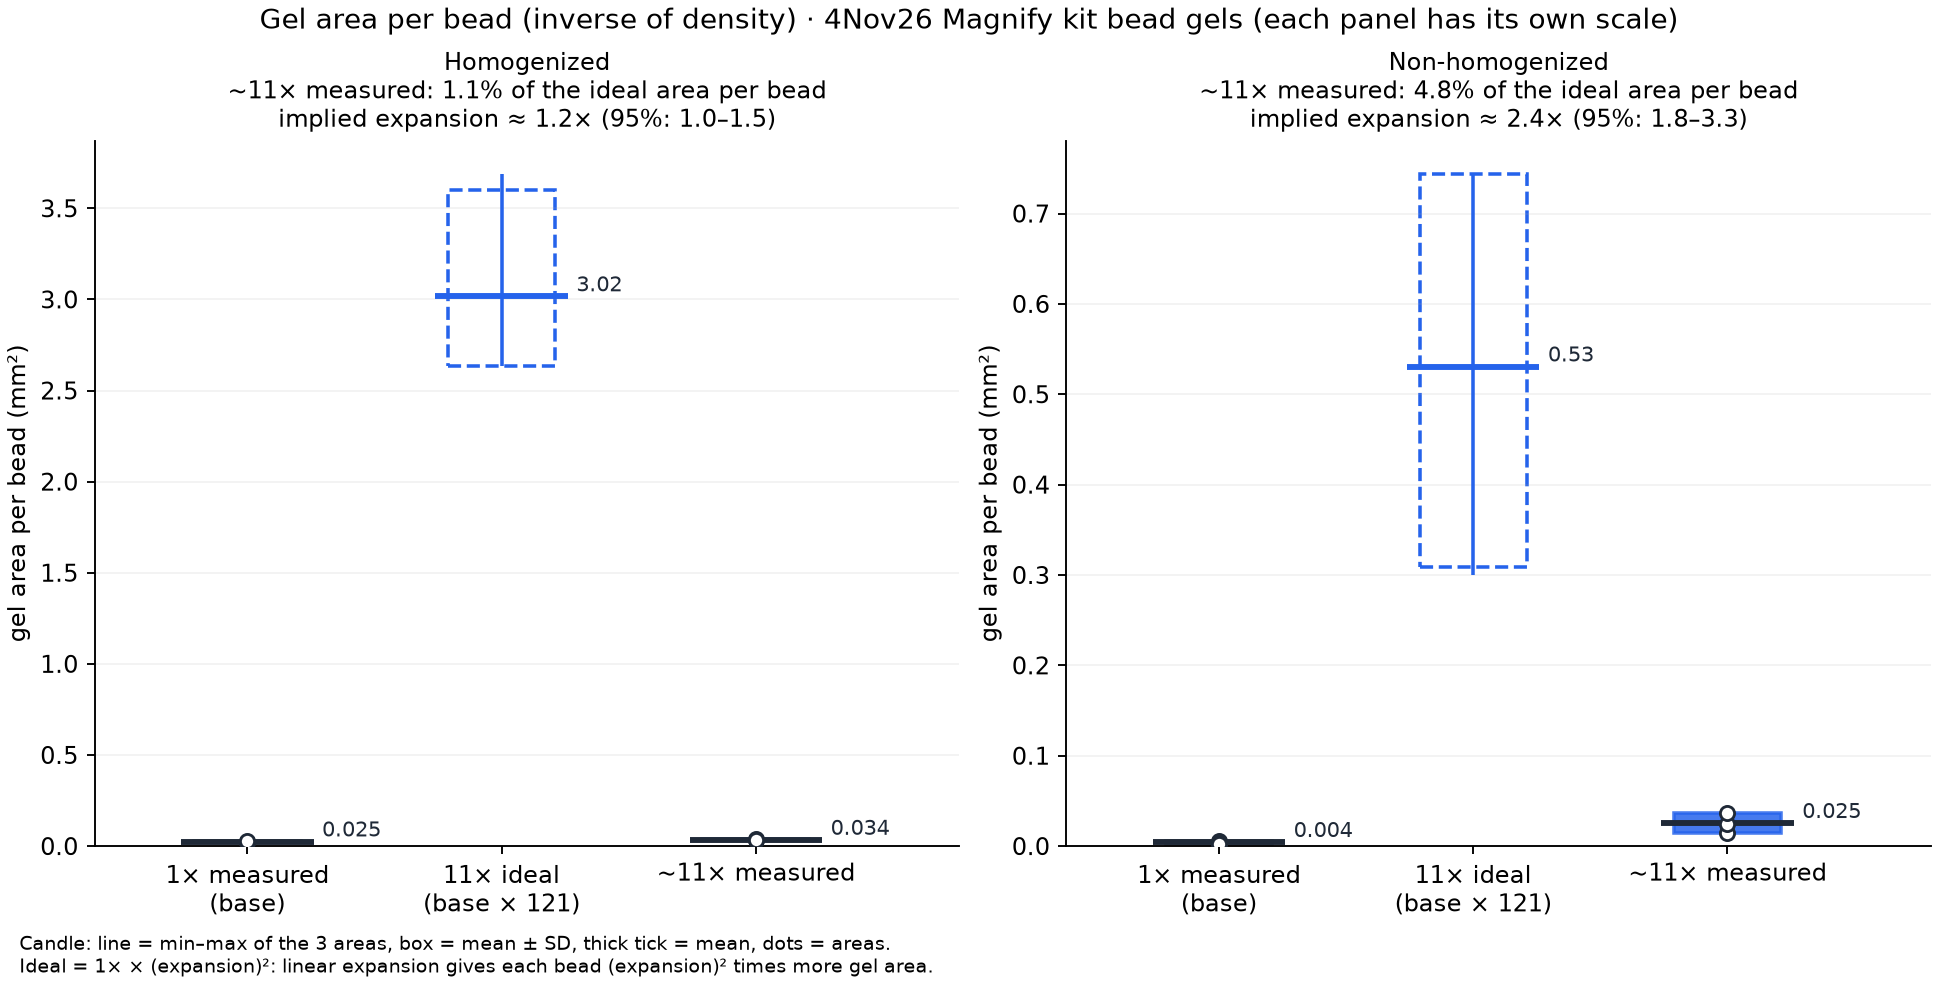 Gel area per bead (inverse of density) · 4Nov26 Magnify kit bead gels (each panel has its own scale)
Homogenized
~11× measured: 1.1% of the ideal area per bead
implied expansion ≈ 1.2× (95%: 1.0–1.5)
gel area per bead (mm²)
3.5
3.0
2.5
2.0
1.5
1.0
0.5
0.0
3.02
0.025
0.034
1× measured
(base)
11× ideal
(base × 121)
~11× measured
Non-homogenized
~11× measured: 4.8% of the ideal area per bead
implied expansion ≈ 2.4× (95%: 1.8–3.3)
gel area per bead (mm²)
0.7
0.6
0.5
0.4
0.3
0.2
0.1
0.0
0.53
0.004
0.025
1× measured
(base)
11× ideal
(base × 121)
~11× measured
Candle: line = min–max of the 3 areas, box = mean ± SD, thick tick = mean, dots = areas.
Ideal = 1× × (expansion)²: linear expansion gives each bead (expansion)² times more gel area.